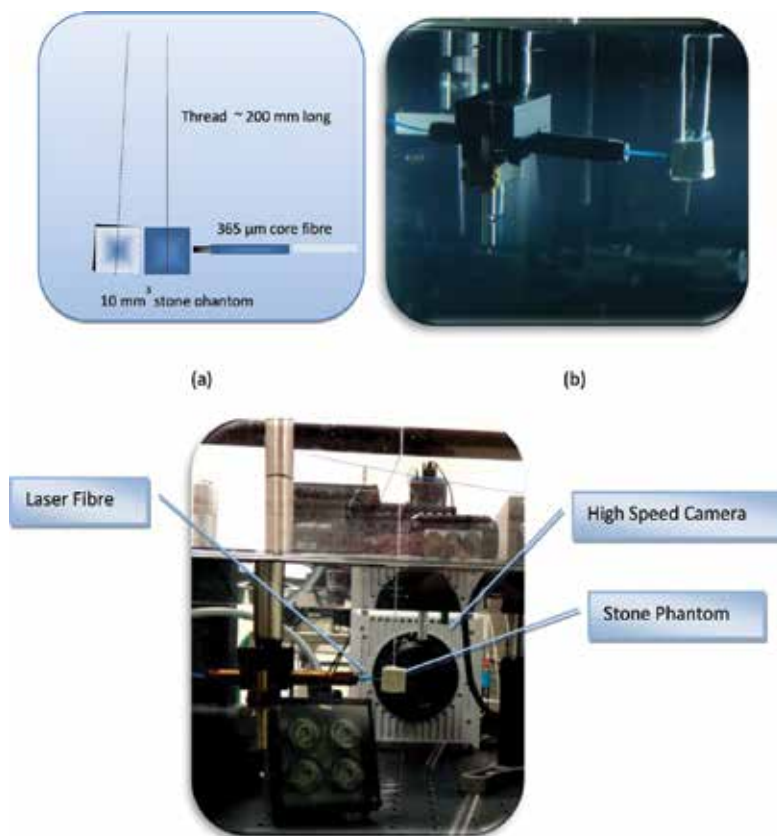 Thread ~ 200 mm long
365 µm core fibre
10 mm³ stone phantom
(a)
(b)
Laser Fibre
High Speed Camera
Stone Phantom